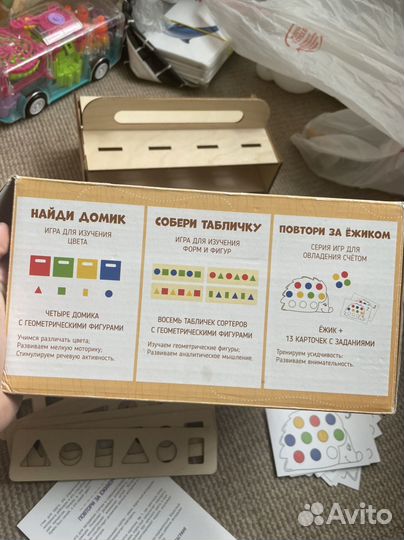 НАЙДИ ДОМИК
ИГРА ДЛЯ ИЗУЧЕНИЯ
ЦВЕТА
ЧЕТЫРЕ ДОМИКА
С ГЕОМЕТРИЧЕСКИМИ ФИГУРАМИ
Учимся различать цвета;
Развиваем мелкую моторику;
Стимулируем речевую активность.
СОБЕРИ ТАБЛИЧКУ
ИГРА ДЛЯ ИЗУЧЕНИЯ
ФОРМ И ФИГУР
ВОСЕМЬ ТАБЛИЧЕК СОРТЕРОВ
С ГЕОМЕТРИЧЕСКИМИ ФИГУРАМИ
Изучаем геометрические фигуры;
Развиваем аналитическое мышление.
ПОВТОРИ ЗА ЁЖИКОМ
СЕРИЯ ИГР ДЛЯ
ОВЛАДЕНИЯ СЧЁТОМ
ЁЖИК +
13 КАРТОЧЕК С ЗАДАНИЯМИ
Тренируем усидчивость;
Развиваем внимательность.
Avito